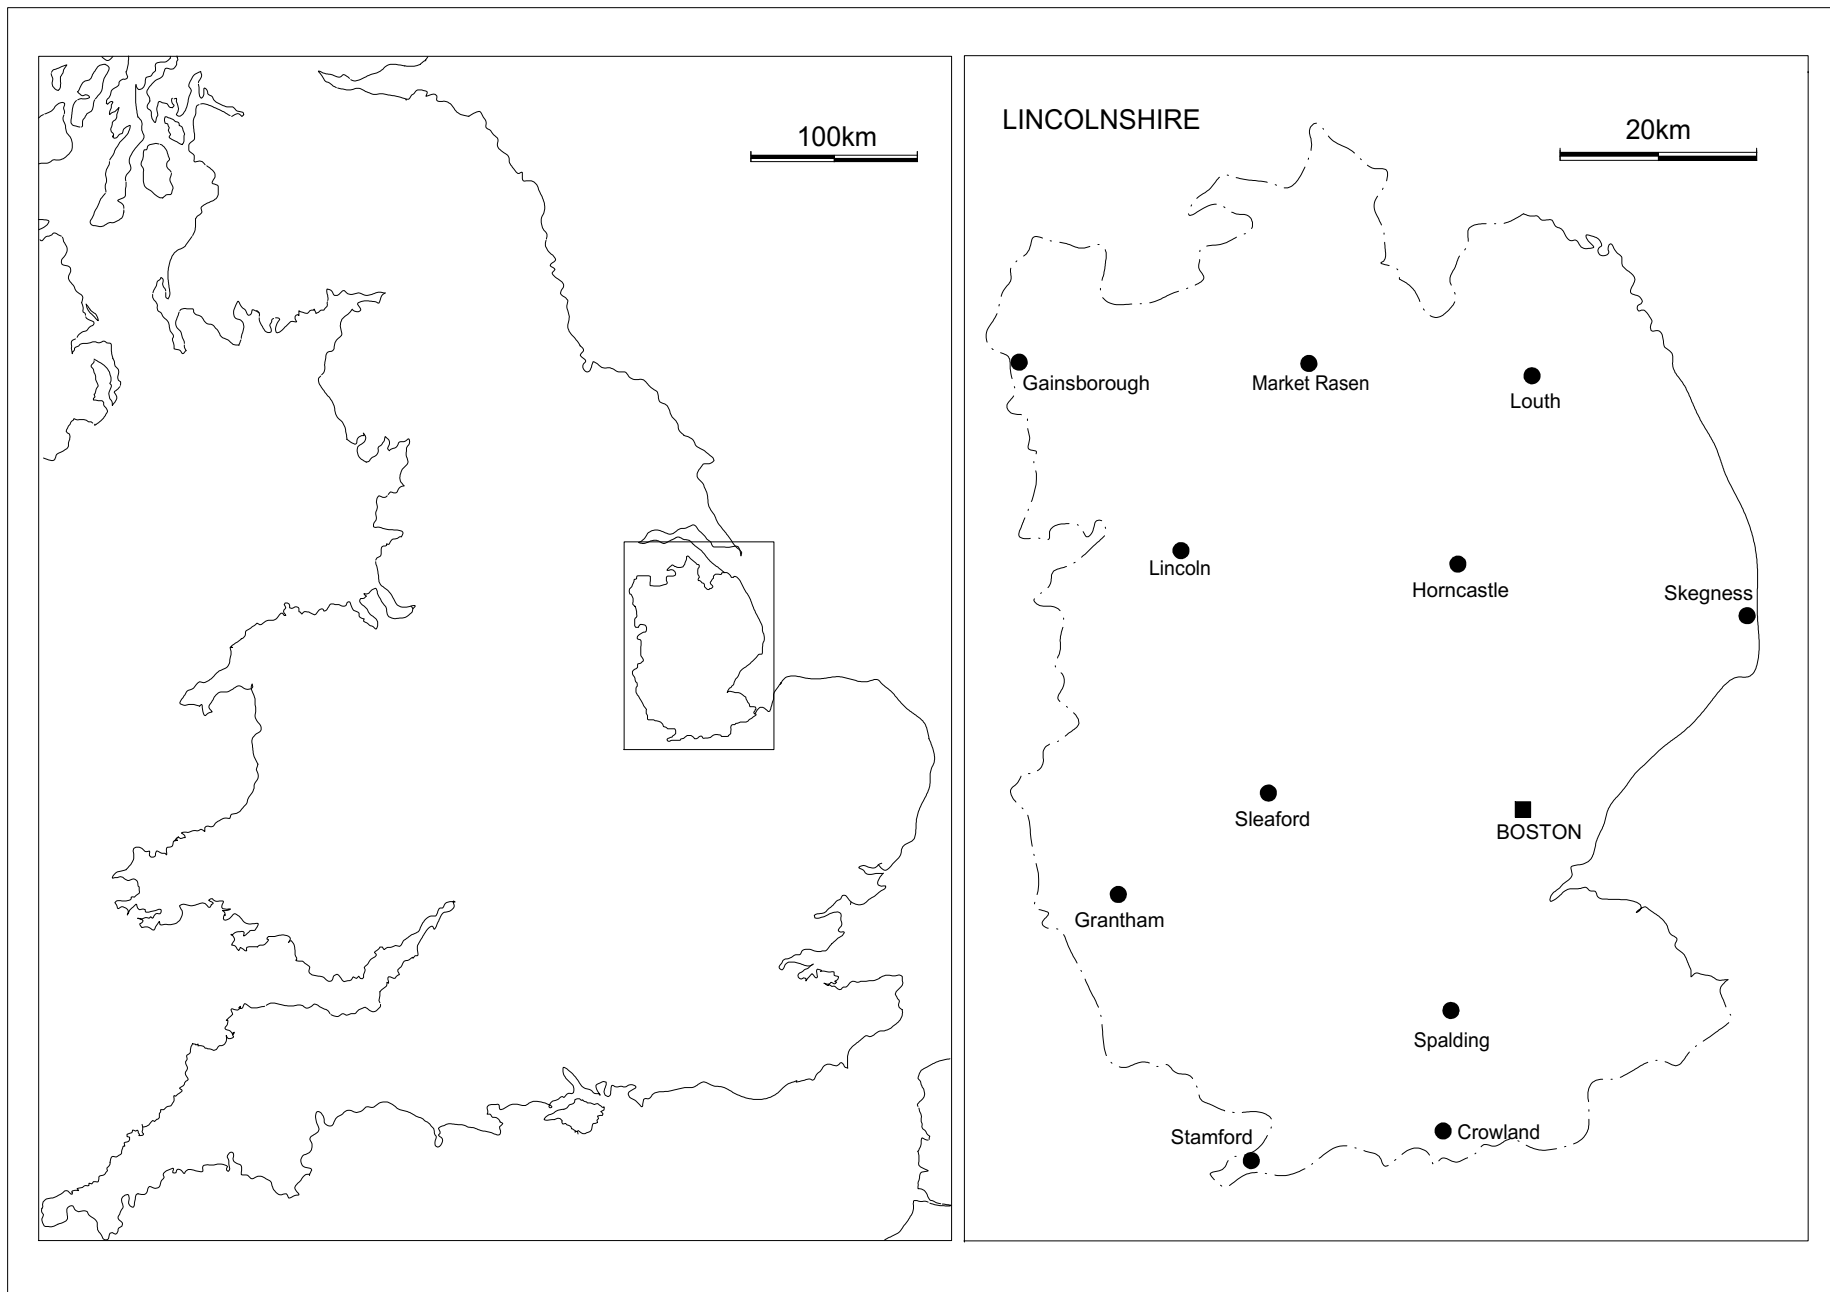 100km
LINCOLNSHIRE
20km
Gainsborough
Market Rasen
Louth
Lincoln
Horncastle
Skegness
Sleaford
BOSTON
Grantham
Spalding
Stamford
Crowland